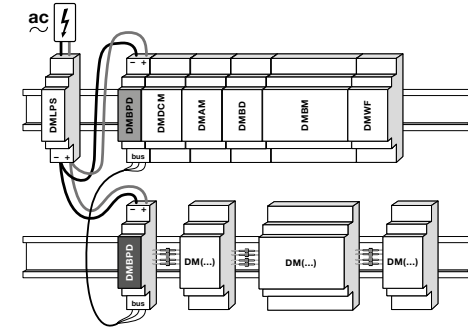 ac
~
− +
DMLPS
DMBPD
DMDCM
DMAM
DMBD
DMBM
DMWF
− +
bus
− +
DMBPD
DM(...)
DM(...)
DM(...)
bus